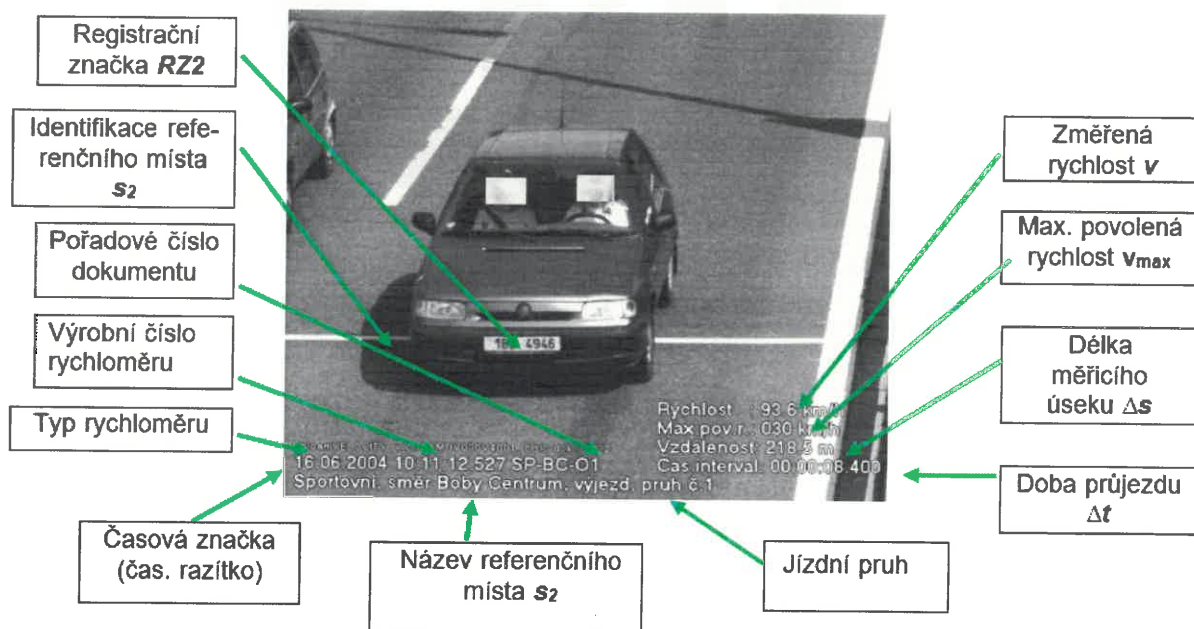 Registrační
značka RZ2
Identifikace refe-
renčního místa
s2
Pořadové číslo
dokumentu
Výrobní číslo
rychloměru
Typ rychloměru
Časová značka
(čas. razítko)
Název referenčního
místa s2
Jízdní pruh
Změřená
rychlost v
Max. povolená
rychlost vmax
Délka
měřicího
úseku Δs
Doba průjezdu
Δt
4946
Rychlost : 93.6 km/h
Max pov.r.: 030 km/h
Vzdalenost: 218.5 m
Cas.interval: 00:00:08.400
16.06.2004 10:11:12.527 SP-BC-O1
Sportovni, směr Boby Centrum, výjezd, pruh č.1